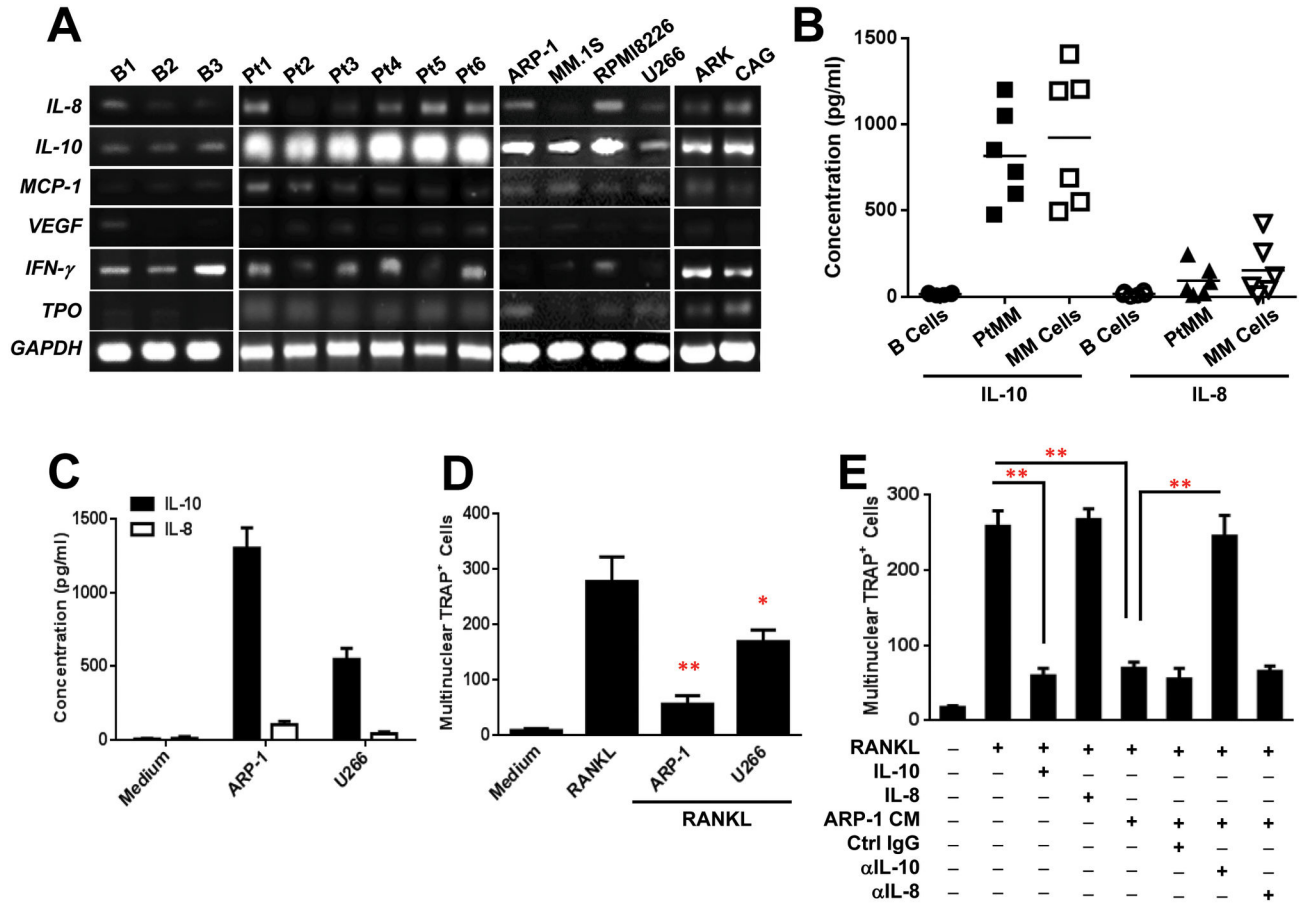 A
B1 B2 B3 Pt1 Pt2 Pt3 Pt4 Pt5 Pt6 ARP-1 MM.1S RPMI8226 U266 ARK CAG
IL-8
IL-10
MCP-1
VEGF
IFN-γ
TPO
GAPDH
B
Concentration (pg/ml)
1500
1000
500
0
B Cells PtMM MM Cells B Cells PtMM MM Cells
IL-10 IL-8
C
IL-10
IL-8
Concentration (pg/ml)
1500
1000
500
0
Medium ARP-1 U266
D
Multinuclear TRAP+ Cells
400
300
200
100
0
**
*
Medium RANKL ARP-1 U266
RANKL
E
**
**
**
Multinuclear TRAP+ Cells
300
200
100
0
RANKL – + + + + + + +
IL-10 – – + – – – – –
IL-8 – – – + – – – –
ARP-1 CM – – – – + + + +
Ctrl IgG – – – – – + – –
αIL-10 – – – – – – + –
αIL-8 – – – – – – – +